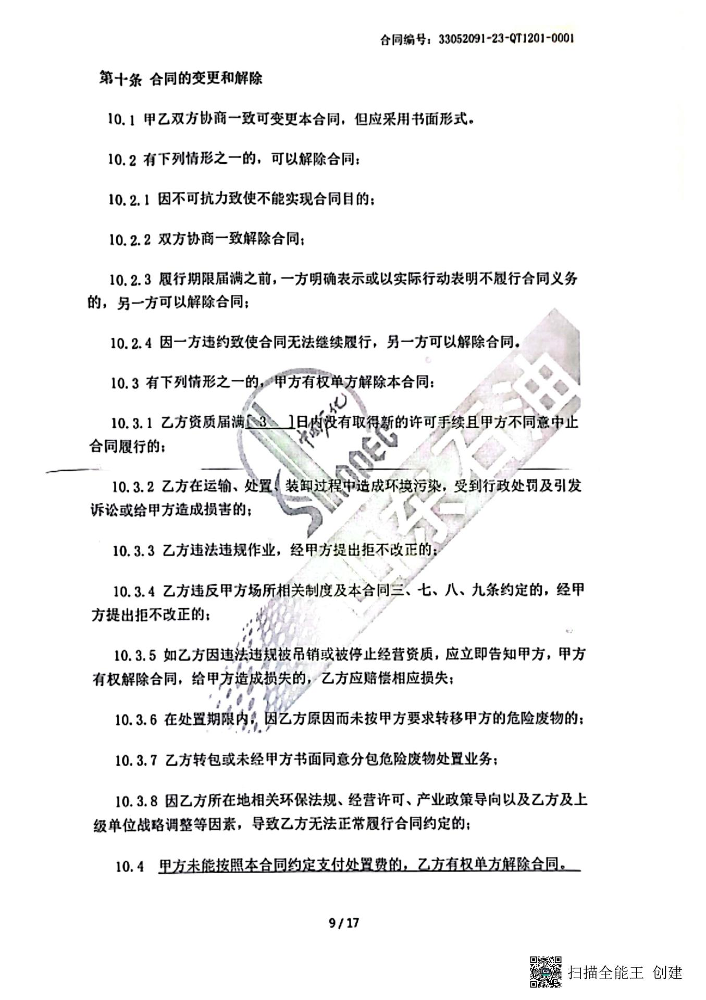 合同编号：33052091-23-QT1201-0001
第十条 合同的变更和解除
10.1 甲乙双方协商一致可变更本合同，但应采用书面形式。
10.2 有下列情形之一的，可以解除合同：
10.2.1 因不可抗力致使不能实现合同目的；
10.2.2 双方协商一致解除合同；
10.2.3 履行期限届满之前，一方明确表示或以实际行动表明不履行合同义务
的，另一方可以解除合同；
10.2.4 因一方违约致使合同无法继续履行，另一方可以解除合同。
10.3 有下列情形之一的，甲方有权单方解除本合同：
10.3.1 乙方资质届满[ 3 ]日内没有取得新的许可手续且甲方不同意中止
合同履行的；
10.3.2 乙方在运输、处置、装卸过程中造成环境污染，受到行政处罚及引发
诉讼或给甲方造成损害的；
10.3.3 乙方违法违规作业，经甲方提出拒不改正的；
10.3.4 乙方违反甲方场所相关制度及本合同三、七、八、九条约定的，经甲
方提出拒不改正的；
10.3.5 如乙方因违法违规被吊销或被停止经营资质，应立即告知甲方，甲方
有权解除合同，给甲方造成损失的，乙方应赔偿相应损失；
10.3.6 在处置期限内，因乙方原因而未按甲方要求转移甲方的危险废物的；
10.3.7 乙方转包或未经甲方书面同意分包危险废物处置业务；
10.3.8 因乙方所在地相关环保法规、经营许可、产业政策导向以及乙方及上
级单位战略调整等因素，导致乙方无法正常履行合同约定的；
10.4 甲方未能按照本合同约定支付处置费的，乙方有权单方解除合同。
中国石化
SINOPEC
山东石油
9 / 17
CS
扫描全能王 创建